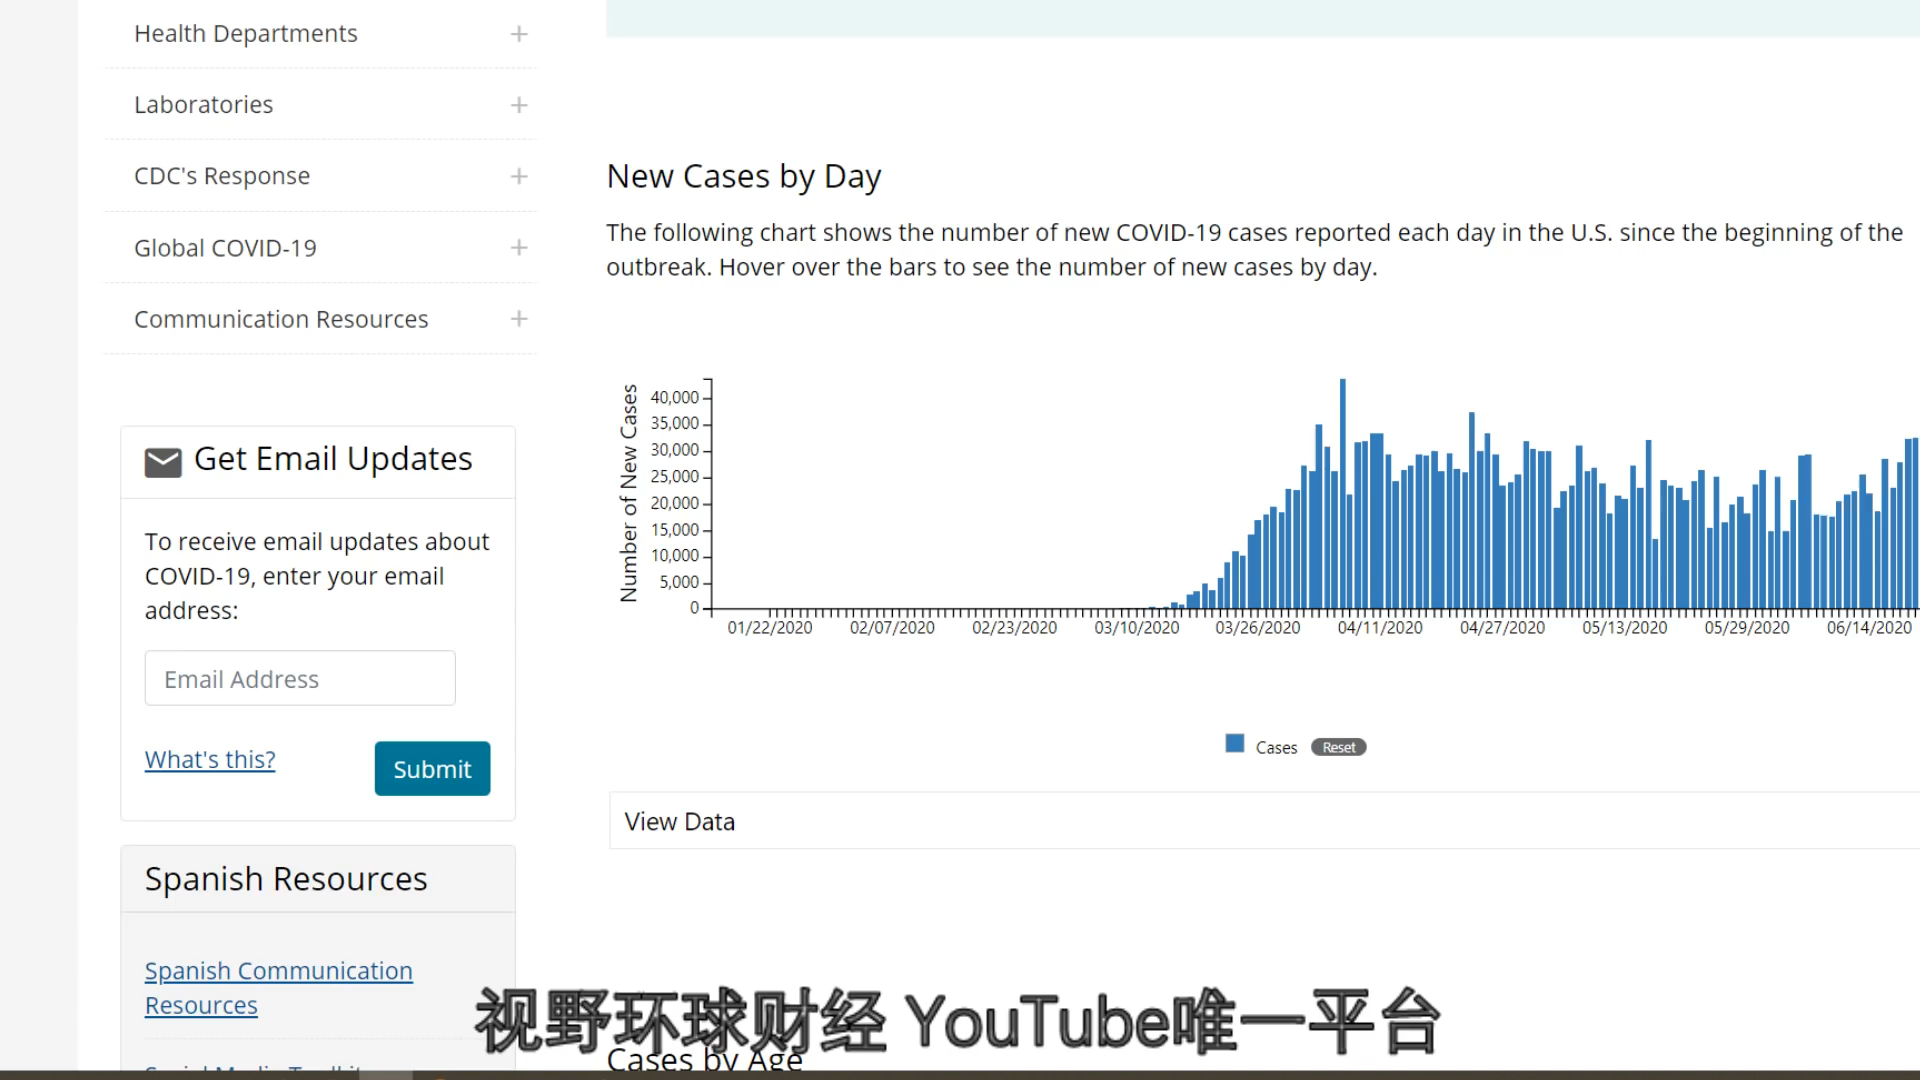 Health Departments
Laboratories
CDC's Response
Global COVID-19
Communication Resources
Get Email Updates
To receive email updates about
COVID-19, enter your email
address:
Email Address
What's this?
Submit
Spanish Resources
Spanish Communication
Resources
New Cases by Day
The following chart shows the number of new COVID-19 cases reported each day in the U.S. since the beginning of the
outbreak. Hover over the bars to see the number of new cases by day.
Number of New Cases
40,000
35,000
30,000
25,000
20,000
15,000
10,000
5,000
0
01/22/2020 02/07/2020 02/23/2020 03/10/2020 03/26/2020 04/11/2020 04/27/2020 05/13/2020 05/29/2020 06/14/2020
Cases Reset
View Data
视野环球财经 YouTube唯一平台
Cases by Age